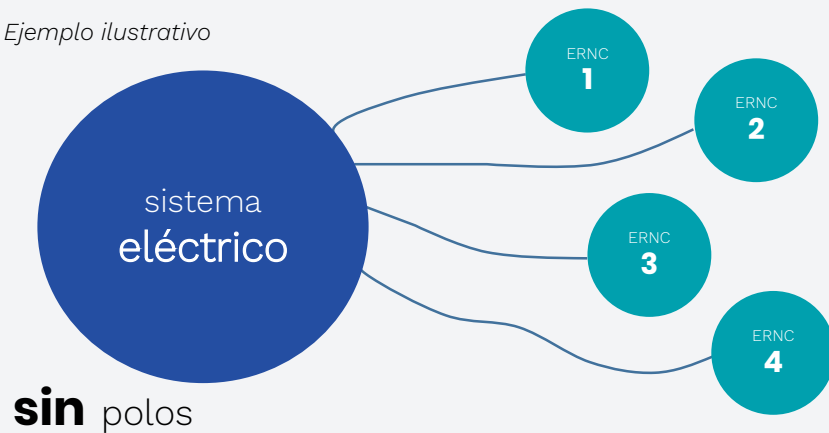 Ejemplo ilustrativo
ERNC
1
ERNC
2
sistema
eléctrico
ERNC
3
ERNC
4
sin polos